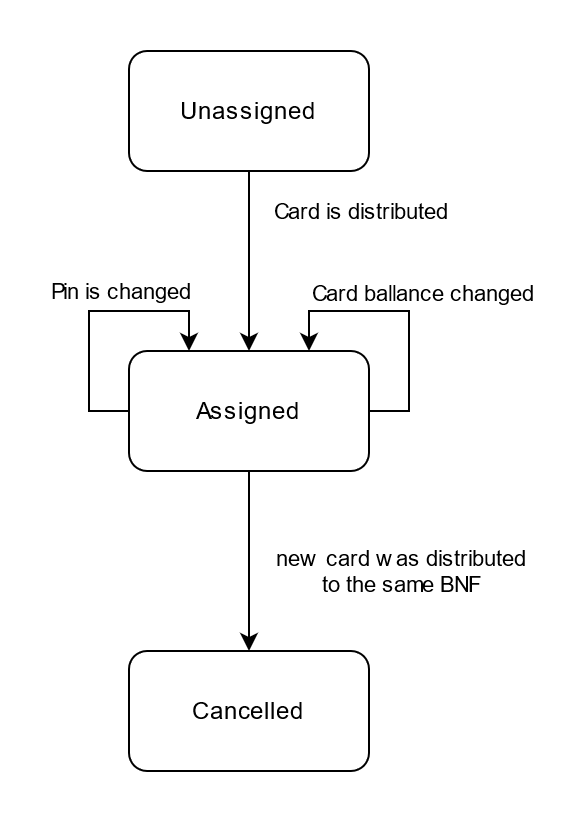 Unassigned
Card is distributed
Pin is changed
Card ballance changed
Assigned
new card was distributed
to the same BNF
Cancelled